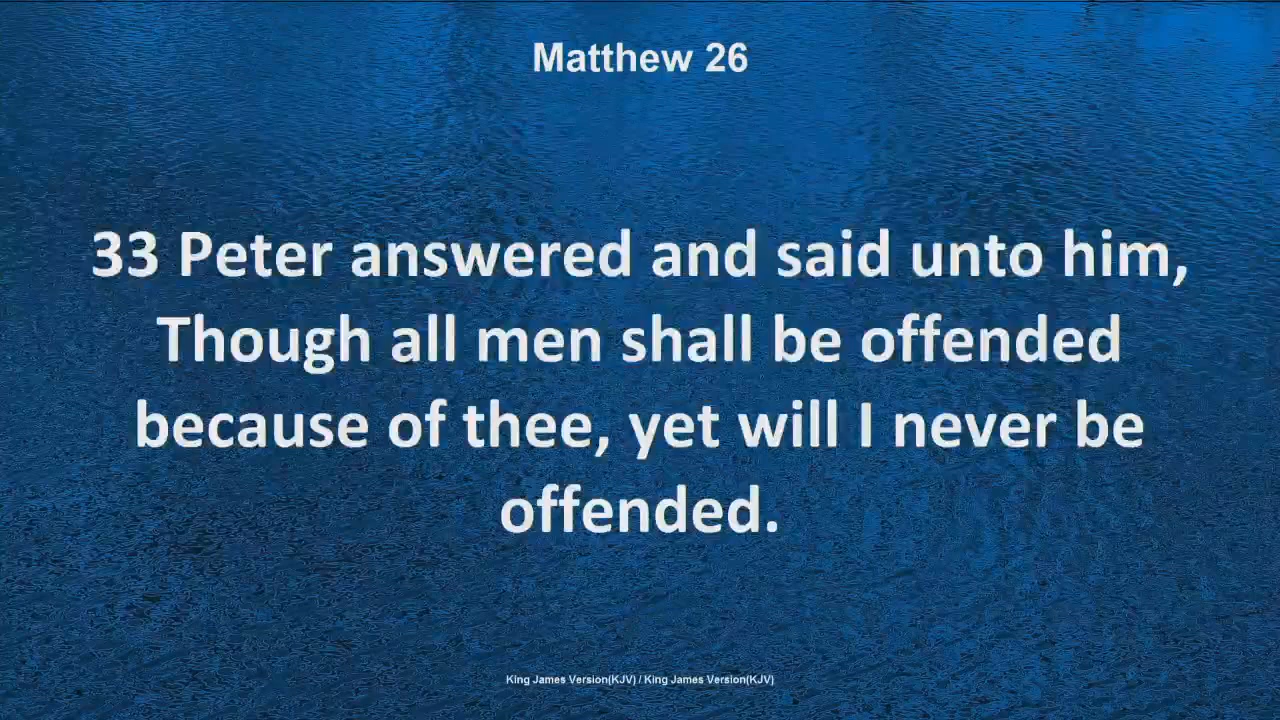 Matthew 26
33 Peter answered and said unto him,
Though all men shall be offended
because of thee, yet will I never be
offended.
King James Version(KJV) / King James Version(KJV)